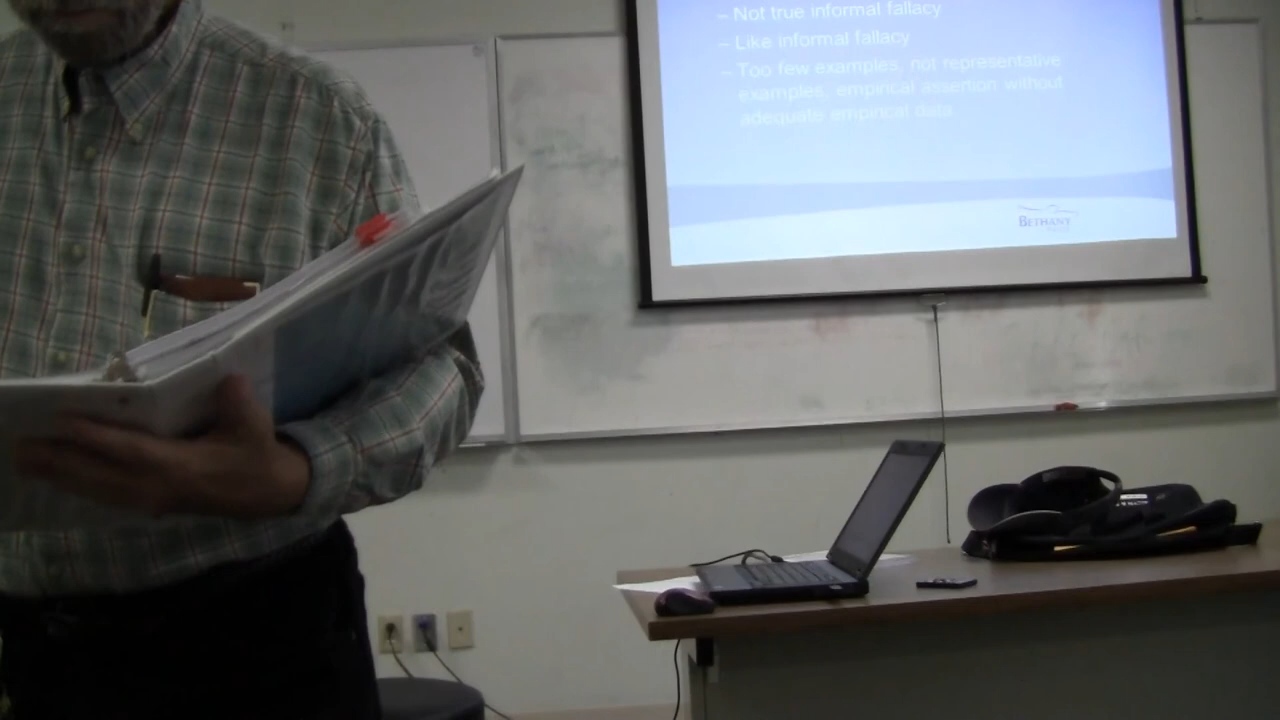 – Not true informal fallacy
– Like informal fallacy
– Too few examples, not representative
examples; empirical assertion without
adequate empirical data.
BETHANY